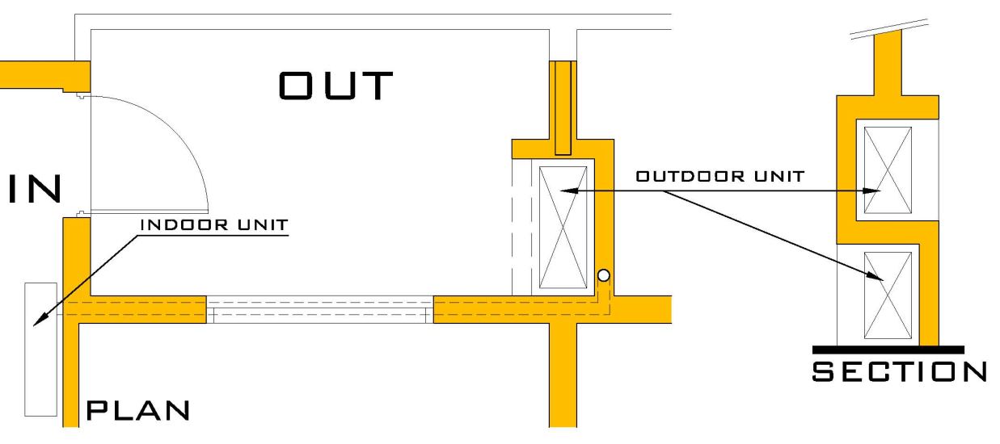 OUT
IN
OUTDOOR UNIT
INDOOR UNIT
SECTION
PLAN